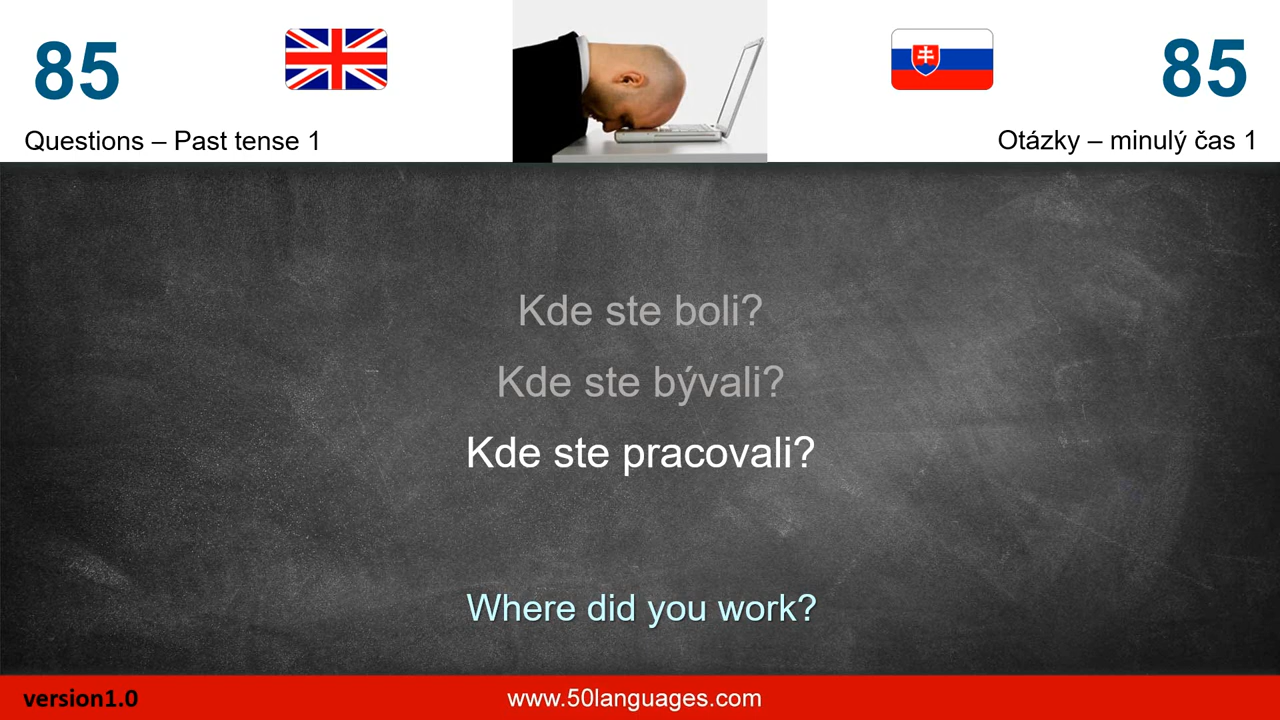 85
85
Questions – Past tense 1
Otázky – minulý čas 1
Kde ste boli?
Kde ste bývali?
Kde ste pracovali?
Where did you work?
version1.0
www.50languages.com